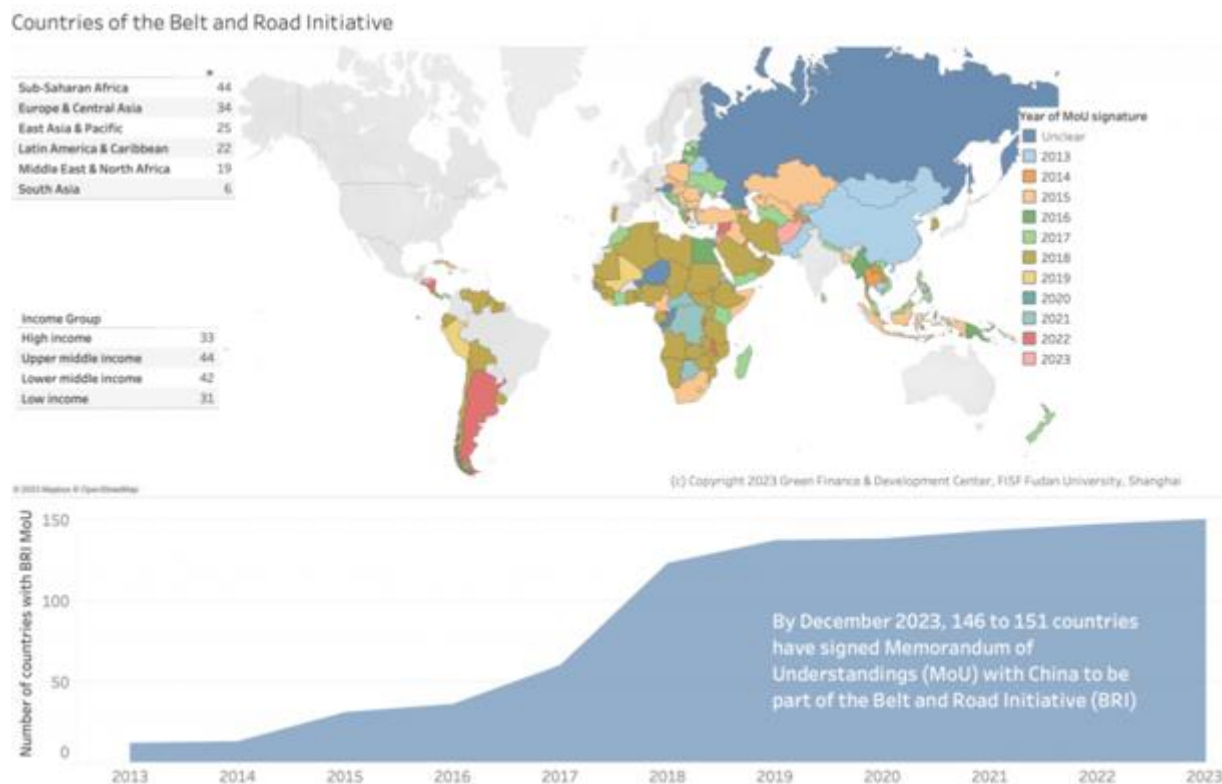 Countries of the Belt and Road Initiative
Sub-Saharan Africa 44
Europe & Central Asia 34
East Asia & Pacific 25
Latin America & Caribbean 22
Middle East & North Africa 19
South Asia 6
Income Group
High income 33
Upper middle income 44
Lower middle income 42
Low income 31
Year of MoU signature
Unclear
2013
2014
2015
2016
2017
2018
2019
2020
2021
2022
2023
© 2023 Mapbox © OpenStreetMap
(c) Copyright 2023 Green Finance & Development Center, FISF Fudan University, Shanghai
Number of countries with BRI MoU
150
100
50
0
By December 2023, 146 to 151 countries
have signed Memorandum of
Understandings (MoU) with China to be
part of the Belt and Road Initiative (BRI)
2013 2014 2015 2016 2017 2018 2019 2020 2021 2022 2023